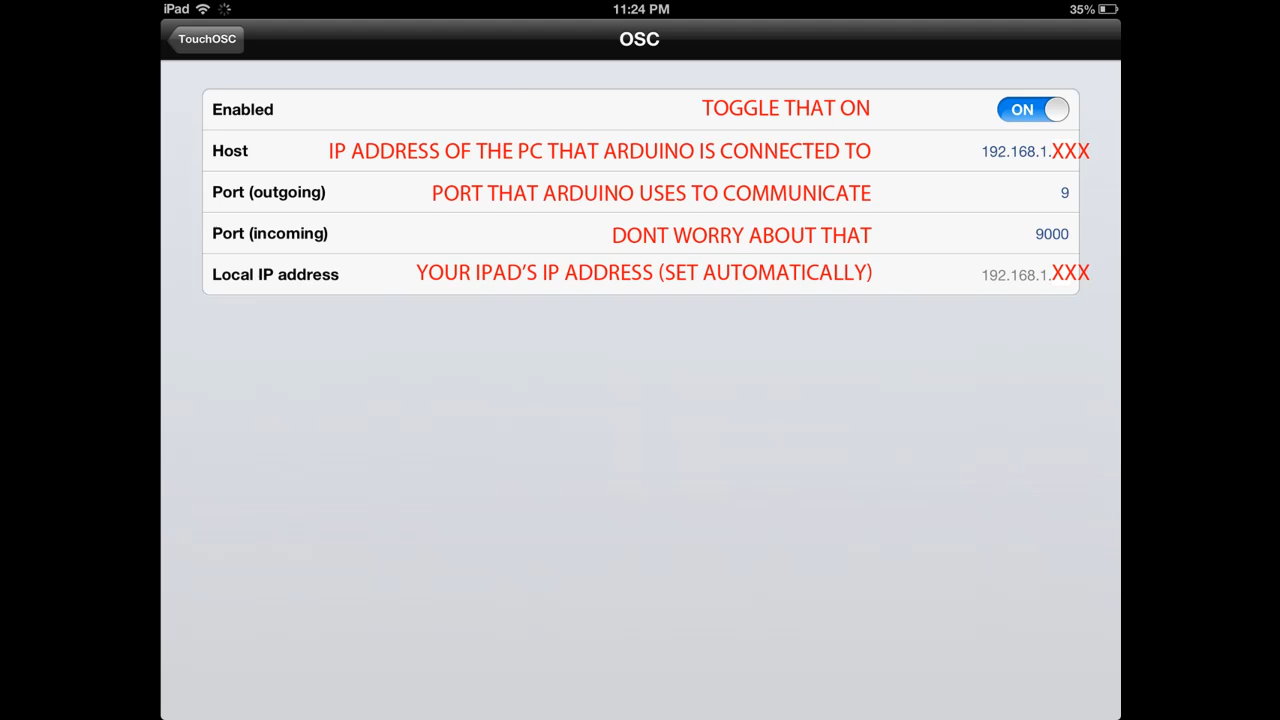 iPad 11:24 PM 35%
TouchOSC OSC
Enabled TOGGLE THAT ON ON
Host IP ADDRESS OF THE PC THAT ARDUINO IS CONNECTED TO 192.168.1.XXX
Port (outgoing) PORT THAT ARDUINO USES TO COMMUNICATE 9
Port (incoming) DONT WORRY ABOUT THAT 9000
Local IP address YOUR IPAD'S IP ADDRESS (SET AUTOMATICALLY) 192.168.1.XXX